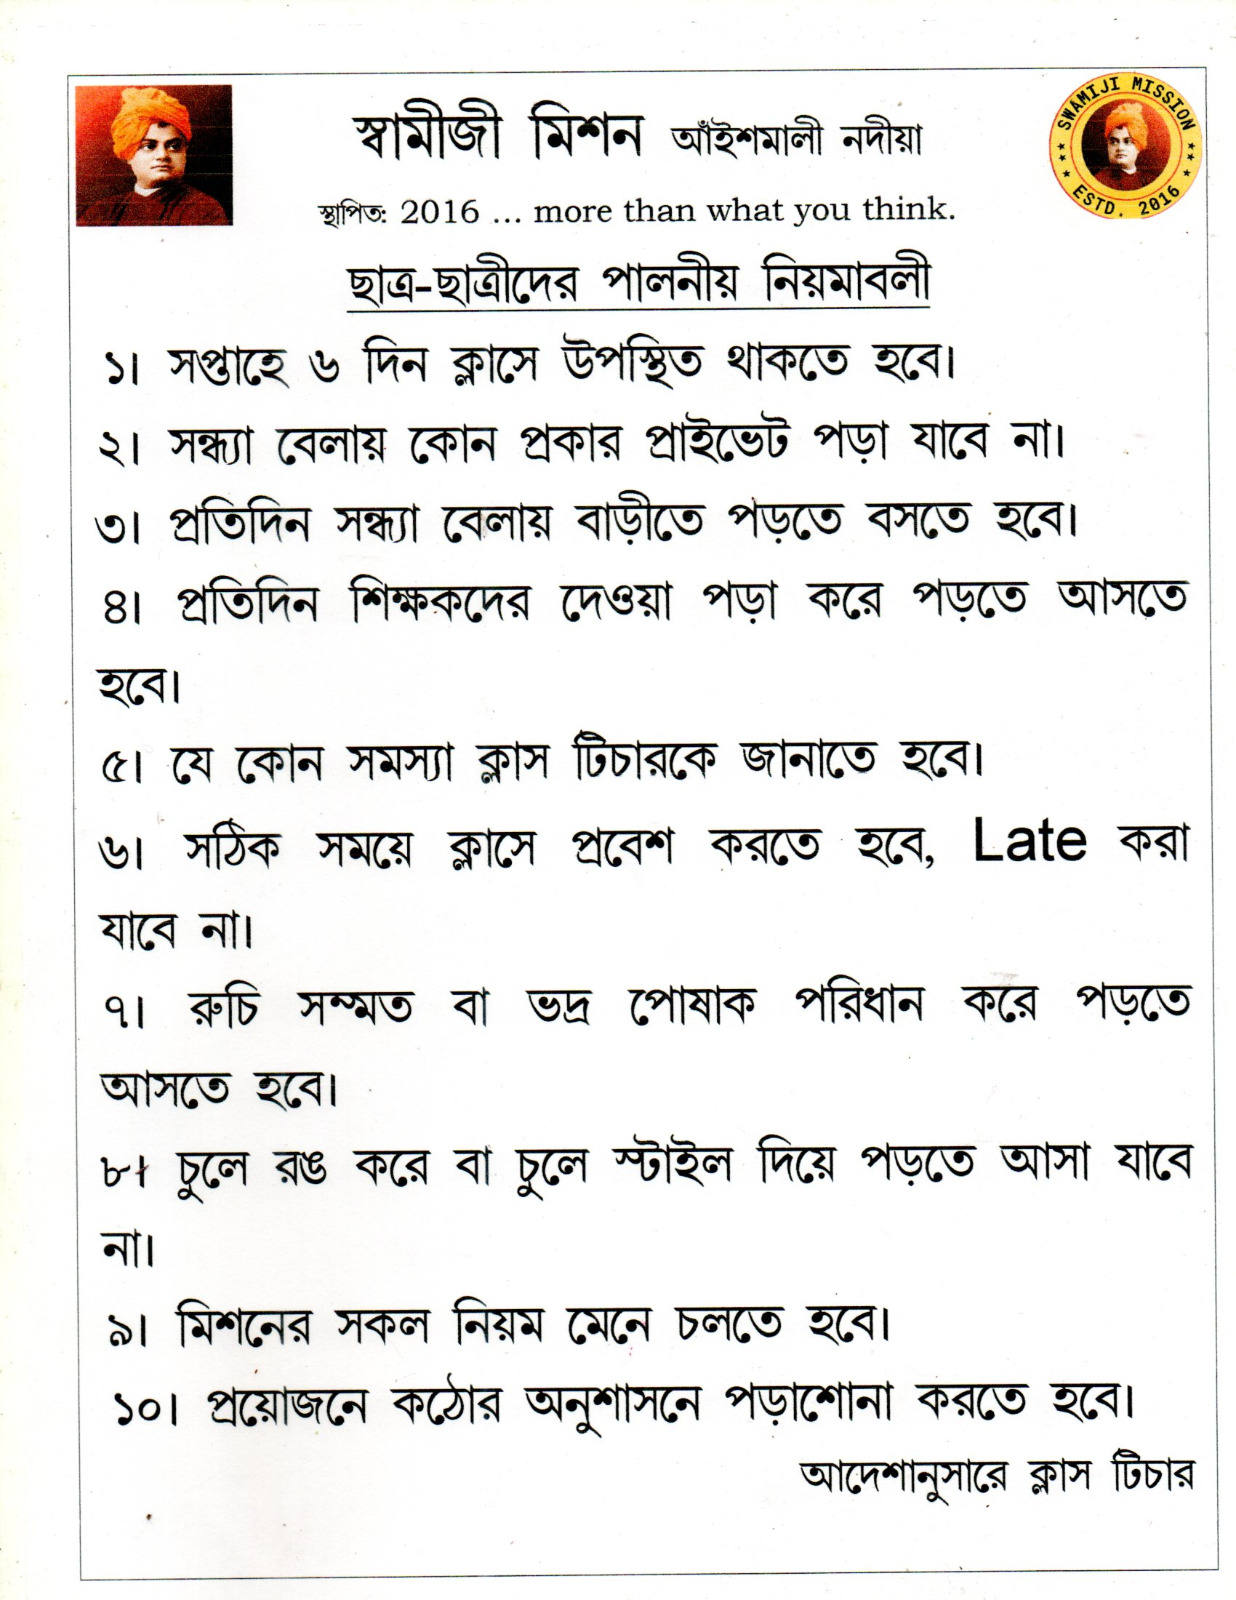 স্বামীজী মিশন আঁইশমালী নদীয়া
SWAMIJI MISSION
ESTD. 2016
স্থাপিত: 2016 ... more than what you think.
ছাত্র-ছাত্রীদের পালনীয় নিয়মাবলী
১। সপ্তাহে ৬ দিন ক্লাসে উপস্থিত থাকতে হবে।
২। সন্ধ্যা বেলায় কোন প্রকার প্রাইভেট পড়া যাবে না।
৩। প্রতিদিন সন্ধ্যা বেলায় বাড়ীতে পড়তে বসতে হবে।
৪। প্রতিদিন শিক্ষকদের দেওয়া পড়া করে পড়তে আসতে
হবে।
৫। যে কোন সমস্যা ক্লাস টিচারকে জানাতে হবে।
৬। সঠিক সময়ে ক্লাসে প্রবেশ করতে হবে, Late করা
যাবে না।
৭। রুচি সম্মত বা ভদ্র পোষাক পরিধান করে পড়তে
আসতে হবে।
৮। চুলে রঙ করে বা চুলে স্টাইল দিয়ে পড়তে আসা যাবে
না।
৯। মিশনের সকল নিয়ম মেনে চলতে হবে।
১০। প্রয়োজনে কঠোর অনুশাসনে পড়াশোনা করতে হবে।
আদেশানুসারে ক্লাস টিচার